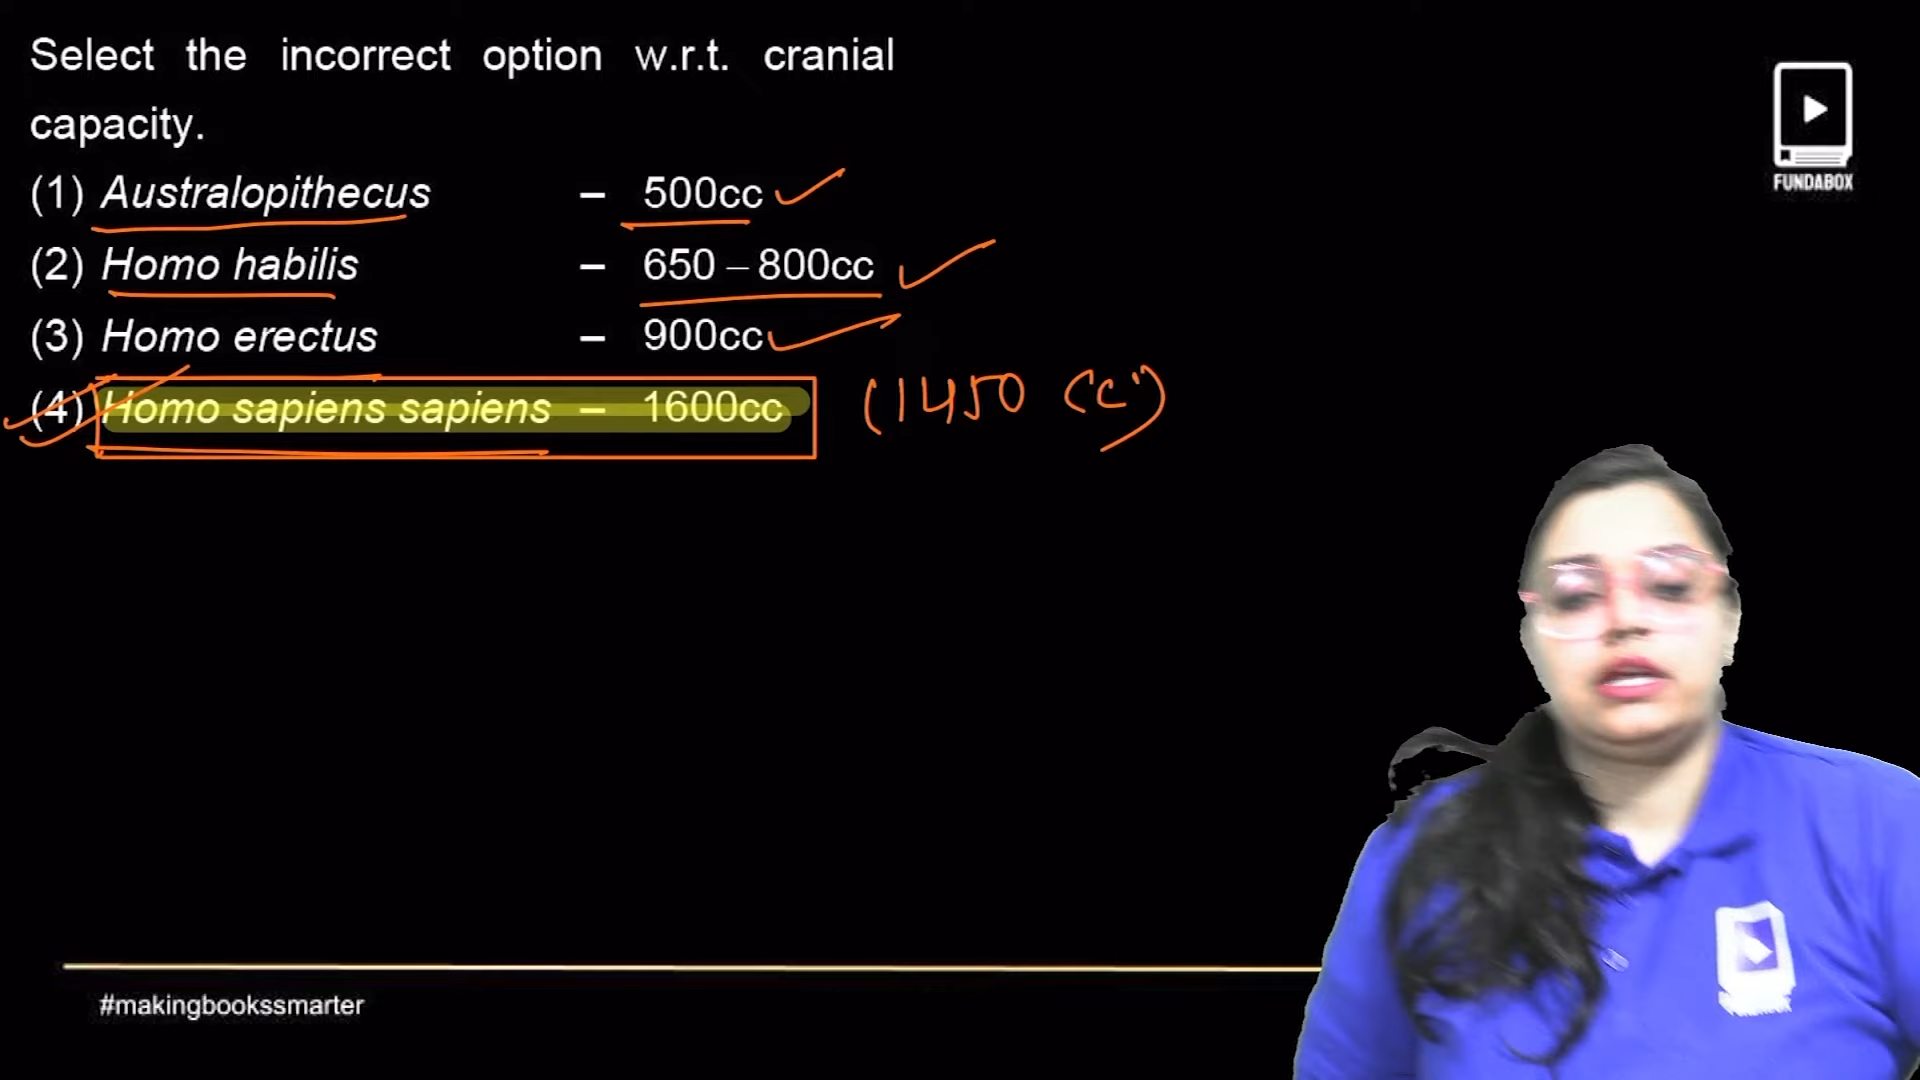 Select the incorrect option w.r.t. cranial
capacity.
(1) Australopithecus – 500cc
(2) Homo habilis – 650 – 800cc
(3) Homo erectus – 900cc
(4) Homo sapiens sapiens – 1600cc (1450 cc)
FUNDABOX
#makingbookssmarter